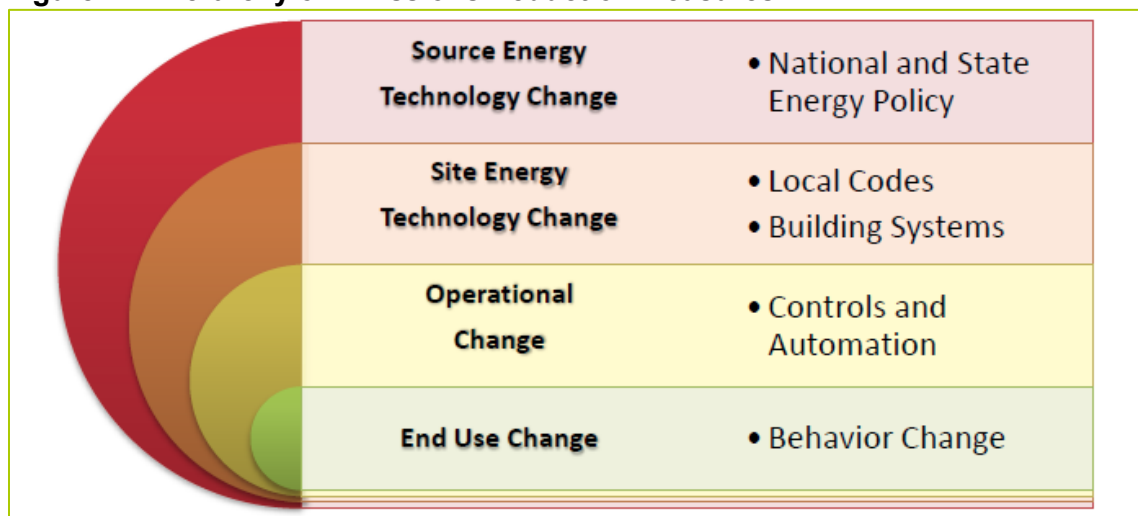 Source Energy
Technology Change
• National and State
Energy Policy
Site Energy
Technology Change
• Local Codes
• Building Systems
Operational
Change
• Controls and
Automation
End Use Change
• Behavior Change